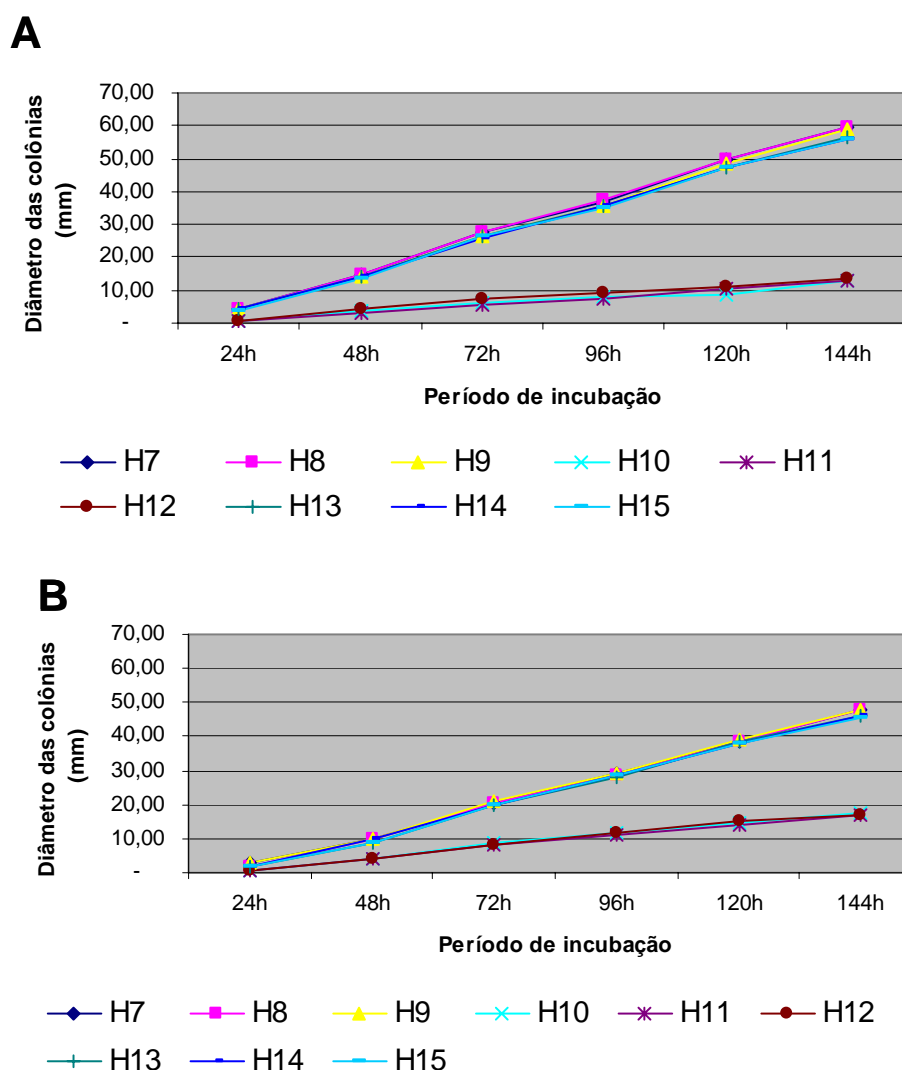 A
Diâmetro das colônias
(mm)
70,00
60,00
50,00
40,00
30,00
20,00
10,00
-
24h 48h 72h 96h 120h 144h
Período de incubação
H7 H8 H9 H10 H11
H12 H13 H14 H15
B
Diâmetro das colônias
(mm)
70,00
60,00
50,00
40,00
30,00
20,00
10,00
-
24h 48h 72h 96h 120h 144h
Período de incubação
H7 H8 H9 H10 H11 H12
H13 H14 H15